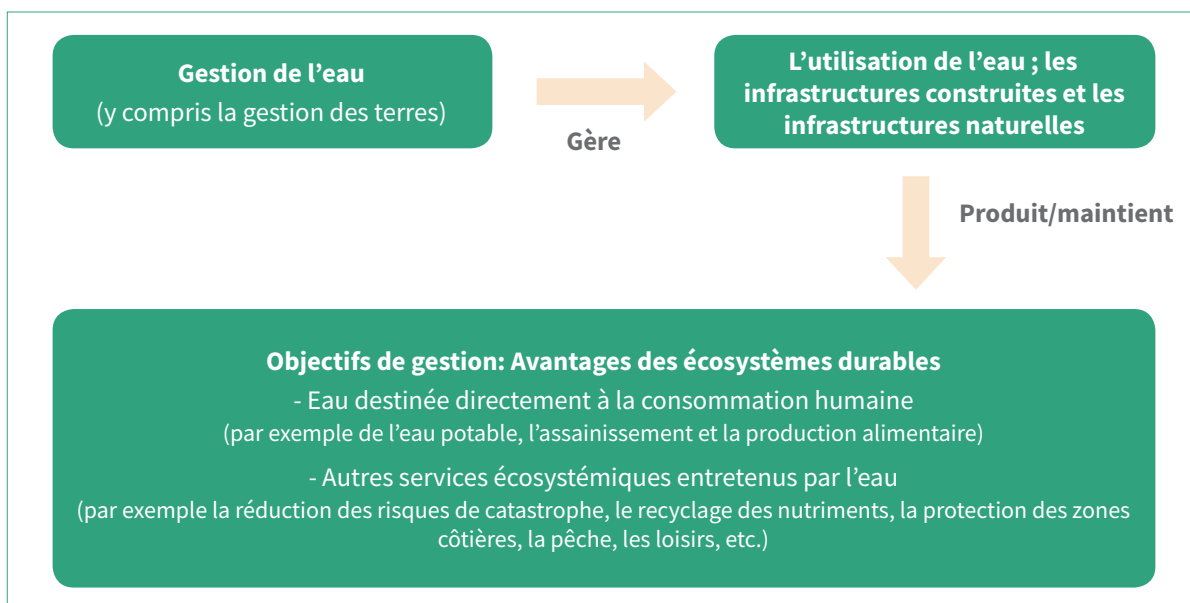 Gestion de l’eau
(y compris la gestion des terres)
Gère
L’utilisation de l’eau ; les
infrastructures construites et les
infrastructures naturelles
Produit/maintient
Objectifs de gestion: Avantages des écosystèmes durables
- Eau destinée directement à la consommation humaine
(par exemple de l’eau potable, l’assainissement et la production alimentaire)
- Autres services écosystémiques entretenus par l’eau
(par exemple la réduction des risques de catastrophe, le recyclage des nutriments, la protection des zones
côtières, la pêche, les loisirs, etc.)